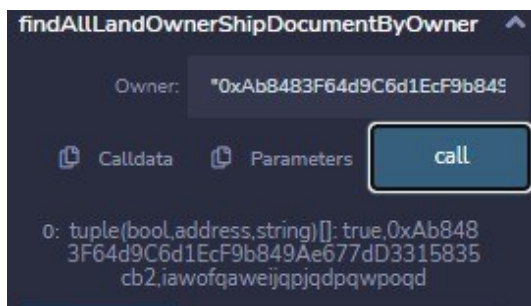 findAllLandOwnerShipDocumentByOwner
Owner: "0xAb8483F64d9C6d1EcF9b849
Calldata Parameters call
0: tuple(bool,address,string)[]: true,0xAb848
3F64d9C6d1EcF9b849Ae677dD3315835
cb2,iawofqaweijqpjqdpqwpoqd